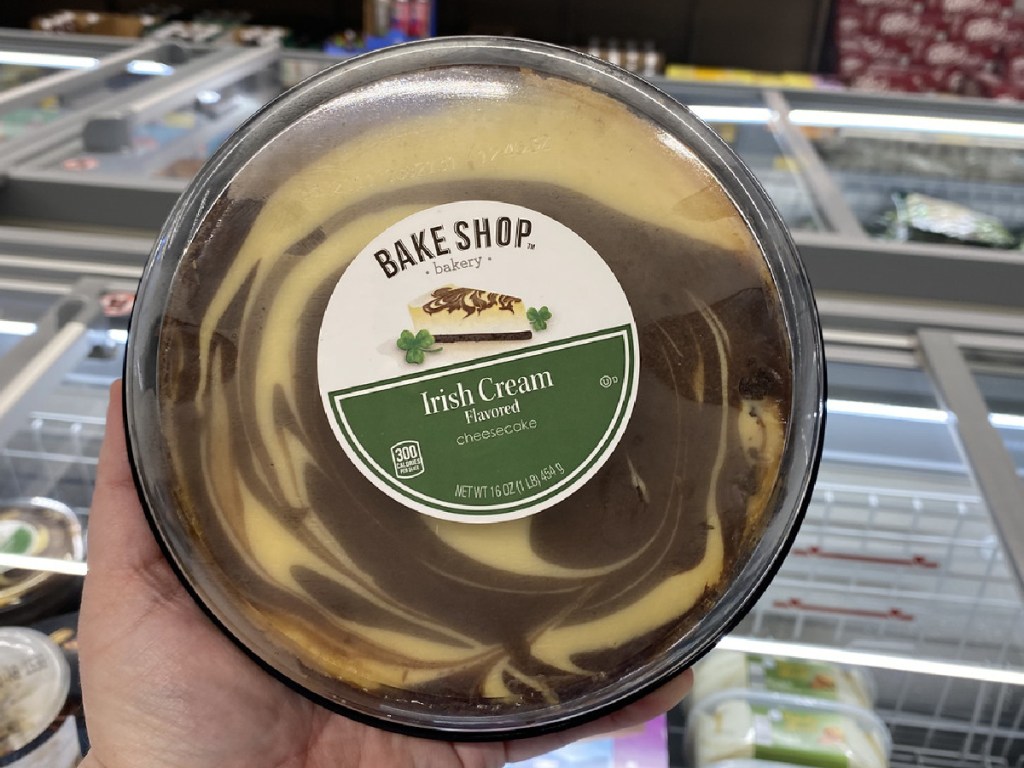 BAKE SHOP™
· bakery ·
Irish Cream
Flavored
cheesecake
U D
300
CALORIES
PER SLICE
NET WT 16 OZ (1 LB) 454 g